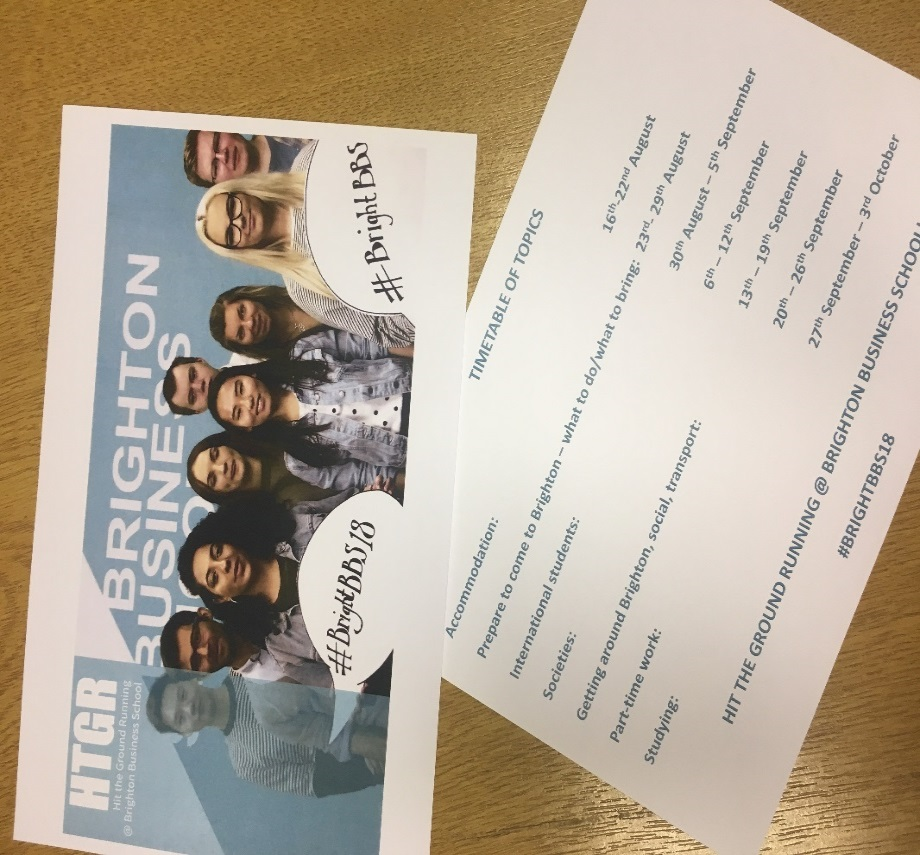 HTGR
Hit the Ground Running
@ Brighton Business School
BRIGHTON
BUSINESS
#BrightBBS18
#BrightBBS
TIMETABLE OF TOPICS
Accommodation: 16th-22nd August
Prepare to come to Brighton – what to do/what to bring: 23rd- 29th August
International students: 30th August – 5th September
Societies: 6th – 12th September
Getting around Brighton, social, transport: 13th – 19th September
Part-time work: 20th – 26th September
Studying: 27th September – 3rd October
HIT THE GROUND RUNNING @ BRIGHTON BUSINESS SCHOOL!
#BRIGHTBBS18